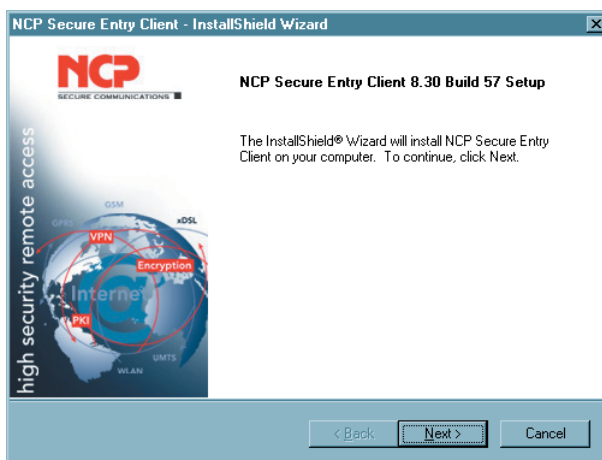 NCP Secure Entry Client - InstallShield Wizard
NCP
SECURE COMMUNICATIONS
NCP Secure Entry Client 8.30 Build 57 Setup
The InstallShield® Wizard will install NCP Secure Entry
Client on your computer. To continue, click Next.
high security remote access
GSM
GPRS
xDSL
VPN
Encryption
Internet
@
PKI
UMTS
WLAN
< Back
Next >
Cancel